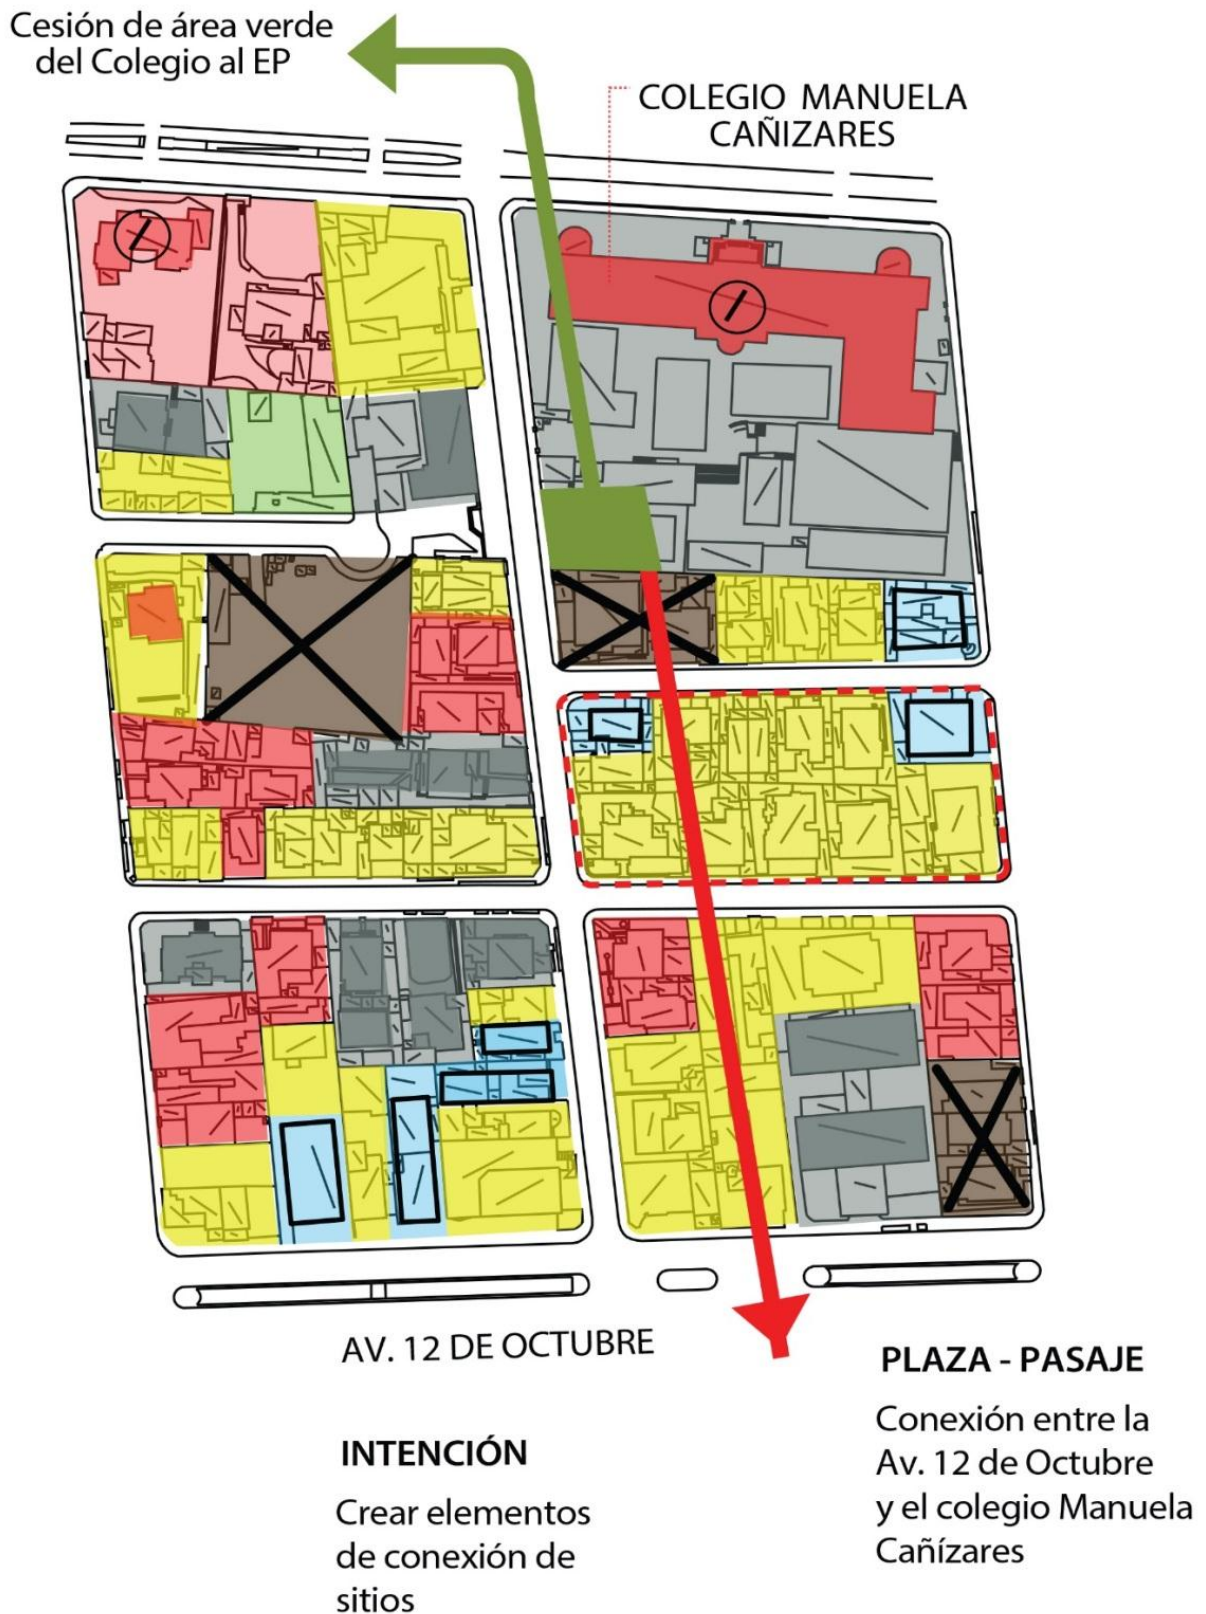 Cesión de área verde
del Colegio al EP
COLEGIO MANUELA
CAÑIZARES
AV. 12 DE OCTUBRE
PLAZA - PASAJE
Conexión entre la
Av. 12 de Octubre
y el colegio Manuela
Cañízares
INTENCIÓN
Crear elementos
de conexión de
sitios